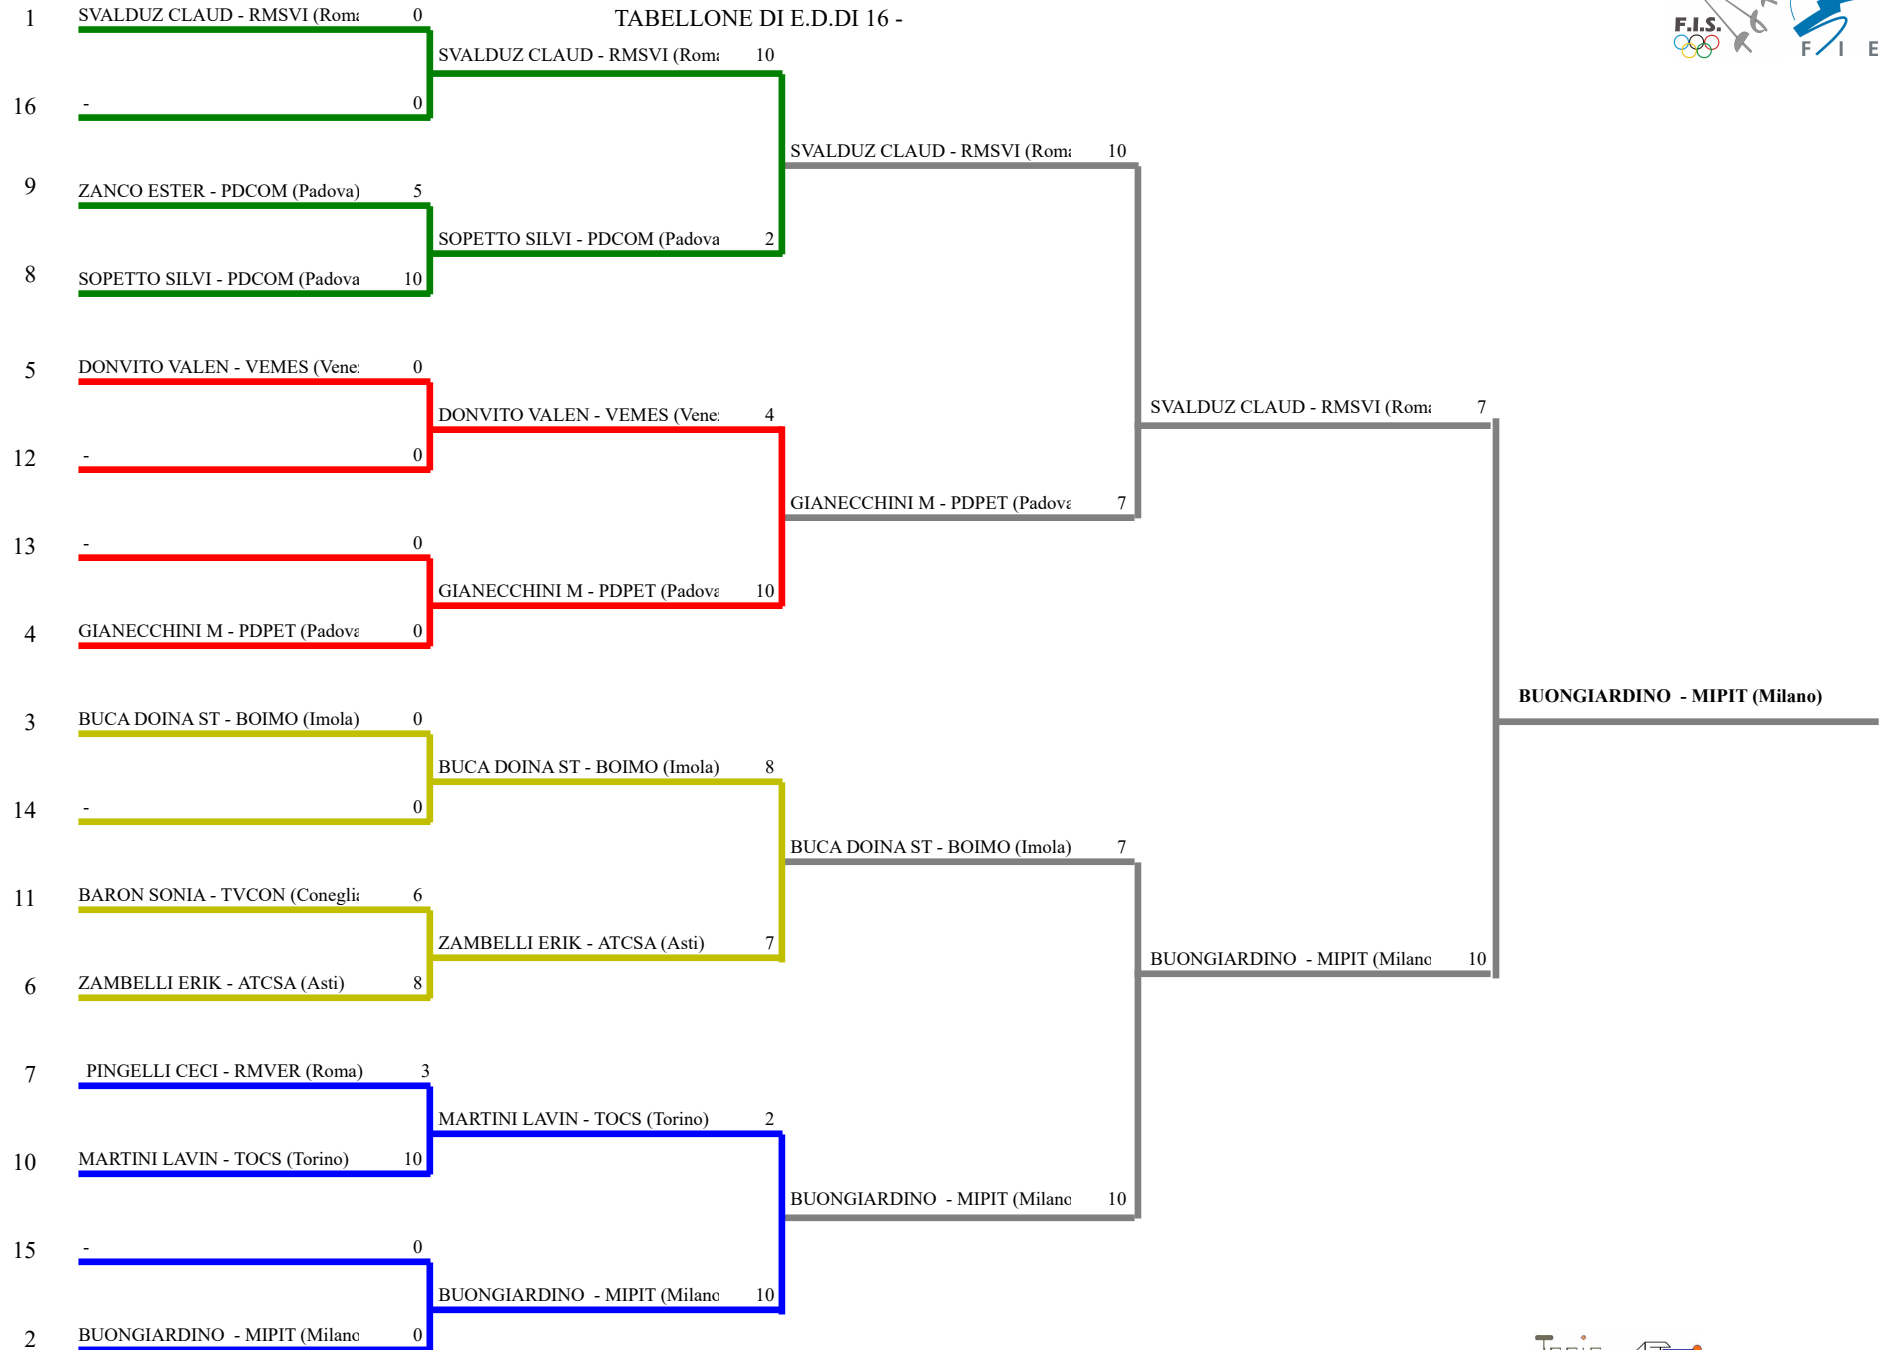 TABELLONE DI E.D.DI 16 -
F.I.S.
F I E
1 SVALDUZ CLAUD - RMSVI (Roma 0
SVALDUZ CLAUD - RMSVI (Roma 10
16 - 0
SVALDUZ CLAUD - RMSVI (Roma 10
9 ZANCO ESTER - PDCOM (Padova) 5
SOPETTO SILVI - PDCOM (Padova 2
8 SOPETTO SILVI - PDCOM (Padova 10
5 DONVITO VALEN - VEMES (Vene 0
SVALDUZ CLAUD - RMSVI (Roma 7
DONVITO VALEN - VEMES (Vene 4
12 - 0
GIANECCHINI M - PDPET (Padova 7
13 - 0
GIANECCHINI M - PDPET (Padova 10
4 GIANECCHINI M - PDPET (Padova 0
BUONGIARDINO - MIPIT (Milano)
3 BUCA DOINA ST - BOIMO (Imola) 0
BUCA DOINA ST - BOIMO (Imola) 8
14 - 0
BUCA DOINA ST - BOIMO (Imola) 7
11 BARON SONIA - TVCON (Conegli 6
ZAMBELLI ERIK - ATCSA (Asti) 7
BUONGIARDINO - MIPIT (Milano 10
6 ZAMBELLI ERIK - ATCSA (Asti) 8
7 PINGELLI CECI - RMVER (Roma) 3
MARTINI LAVIN - TOCS (Torino) 2
10 MARTINI LAVIN - TOCS (Torino) 10
BUONGIARDINO - MIPIT (Milano 10
15 - 0
BUONGIARDINO - MIPIT (Milano 10
2 BUONGIARDINO - MIPIT (Milano 0